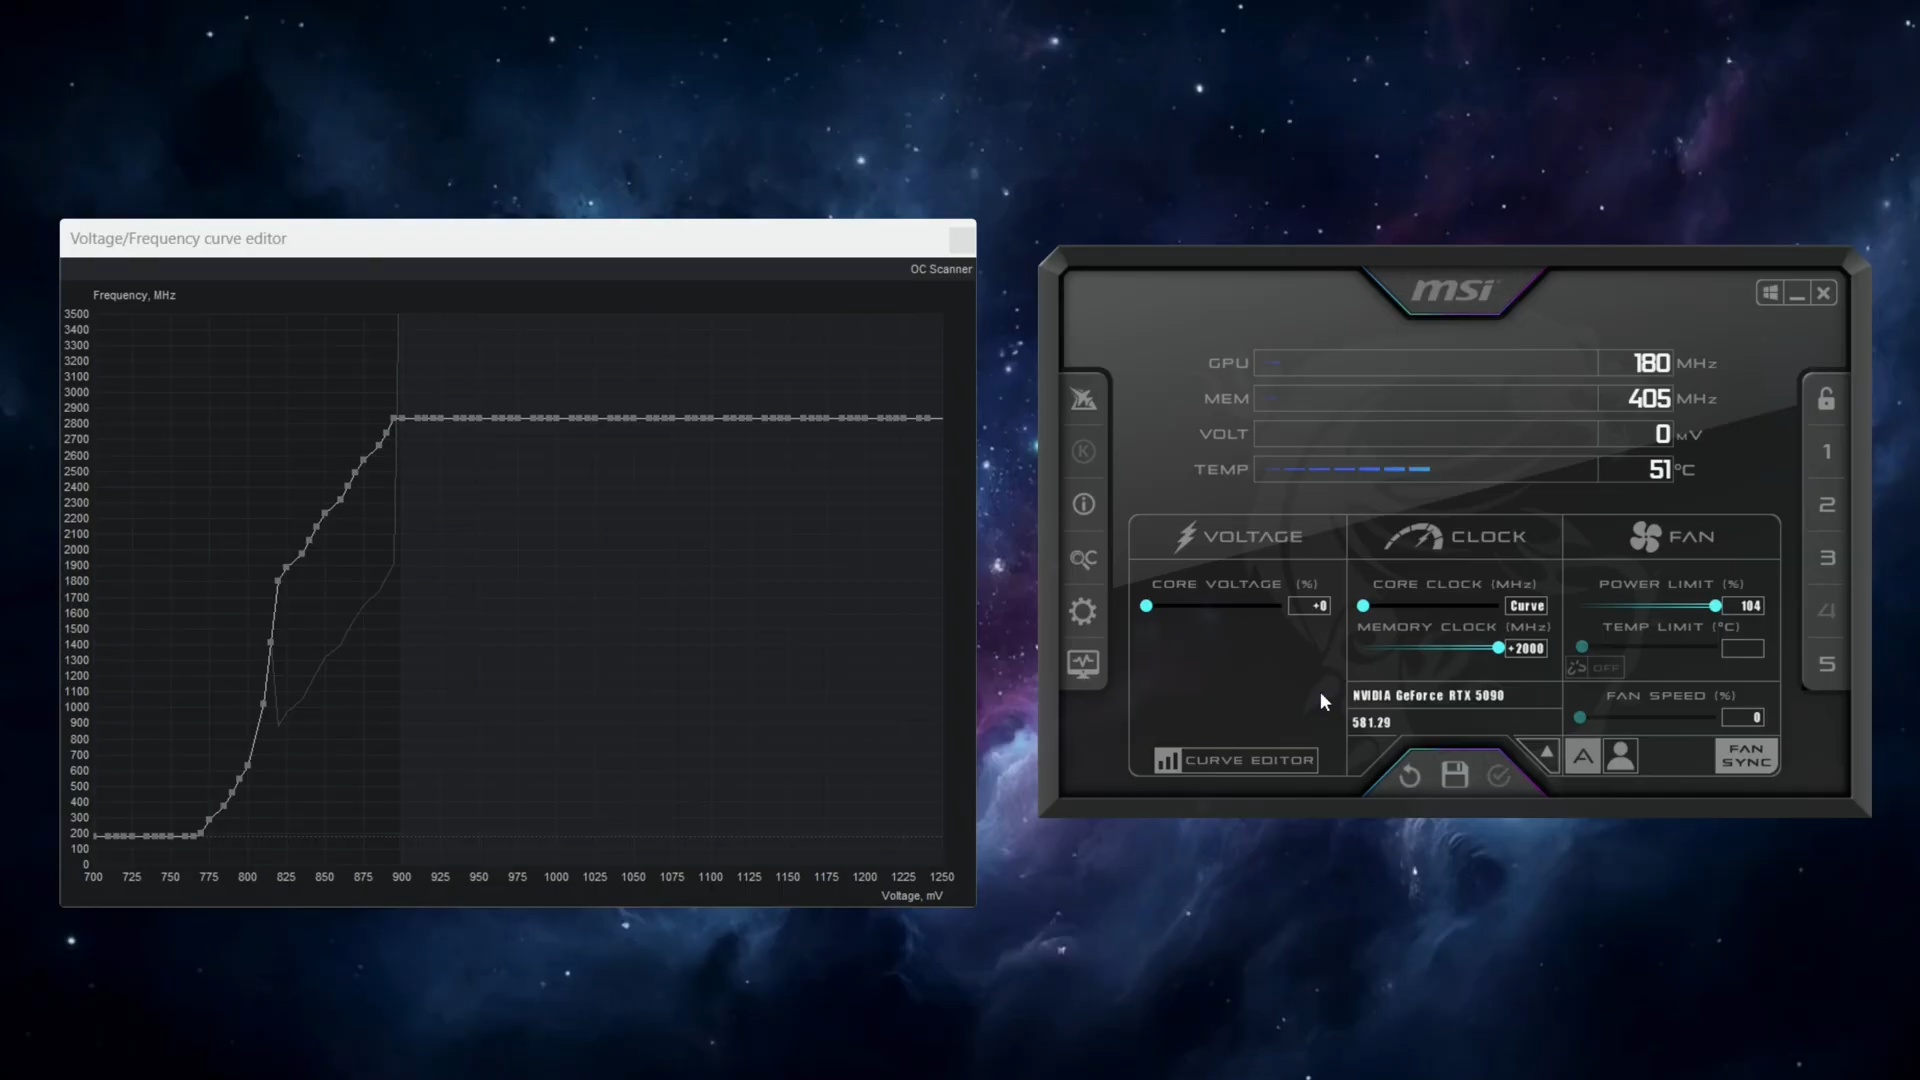 Voltage/Frequency curve editor
OC Scanner
Frequency, MHz
3500
3400
3300
3200
3100
3000
2900
2800
2700
2600
2500
2400
2300
2200
2100
2000
1900
1800
1700
1600
1500
1400
1300
1200
1100
1000
900
800
700
600
500
400
300
200
100
0
700 725 750 775 800 825 850 875 900 925 950 975 1000 1025 1050 1075 1100 1125 1150 1175 1200 1225 1250
Voltage, mV
msi
GPU 180 MHz
MEM 405 MHz
VOLT 0 mV
TEMP 51 °C
K
OC
1
2
3
4
5
VOLTAGE
CORE VOLTAGE (%)
+0
CURVE EDITOR
CLOCK
CORE CLOCK (MHz)
Curve
MEMORY CLOCK (MHz)
+2000
NVIDIA GeForce RTX 5090
581.29
FAN
POWER LIMIT (%)
104
TEMP LIMIT (°C)
OFF
FAN SPEED (%)
0
A
FAN
SYNC